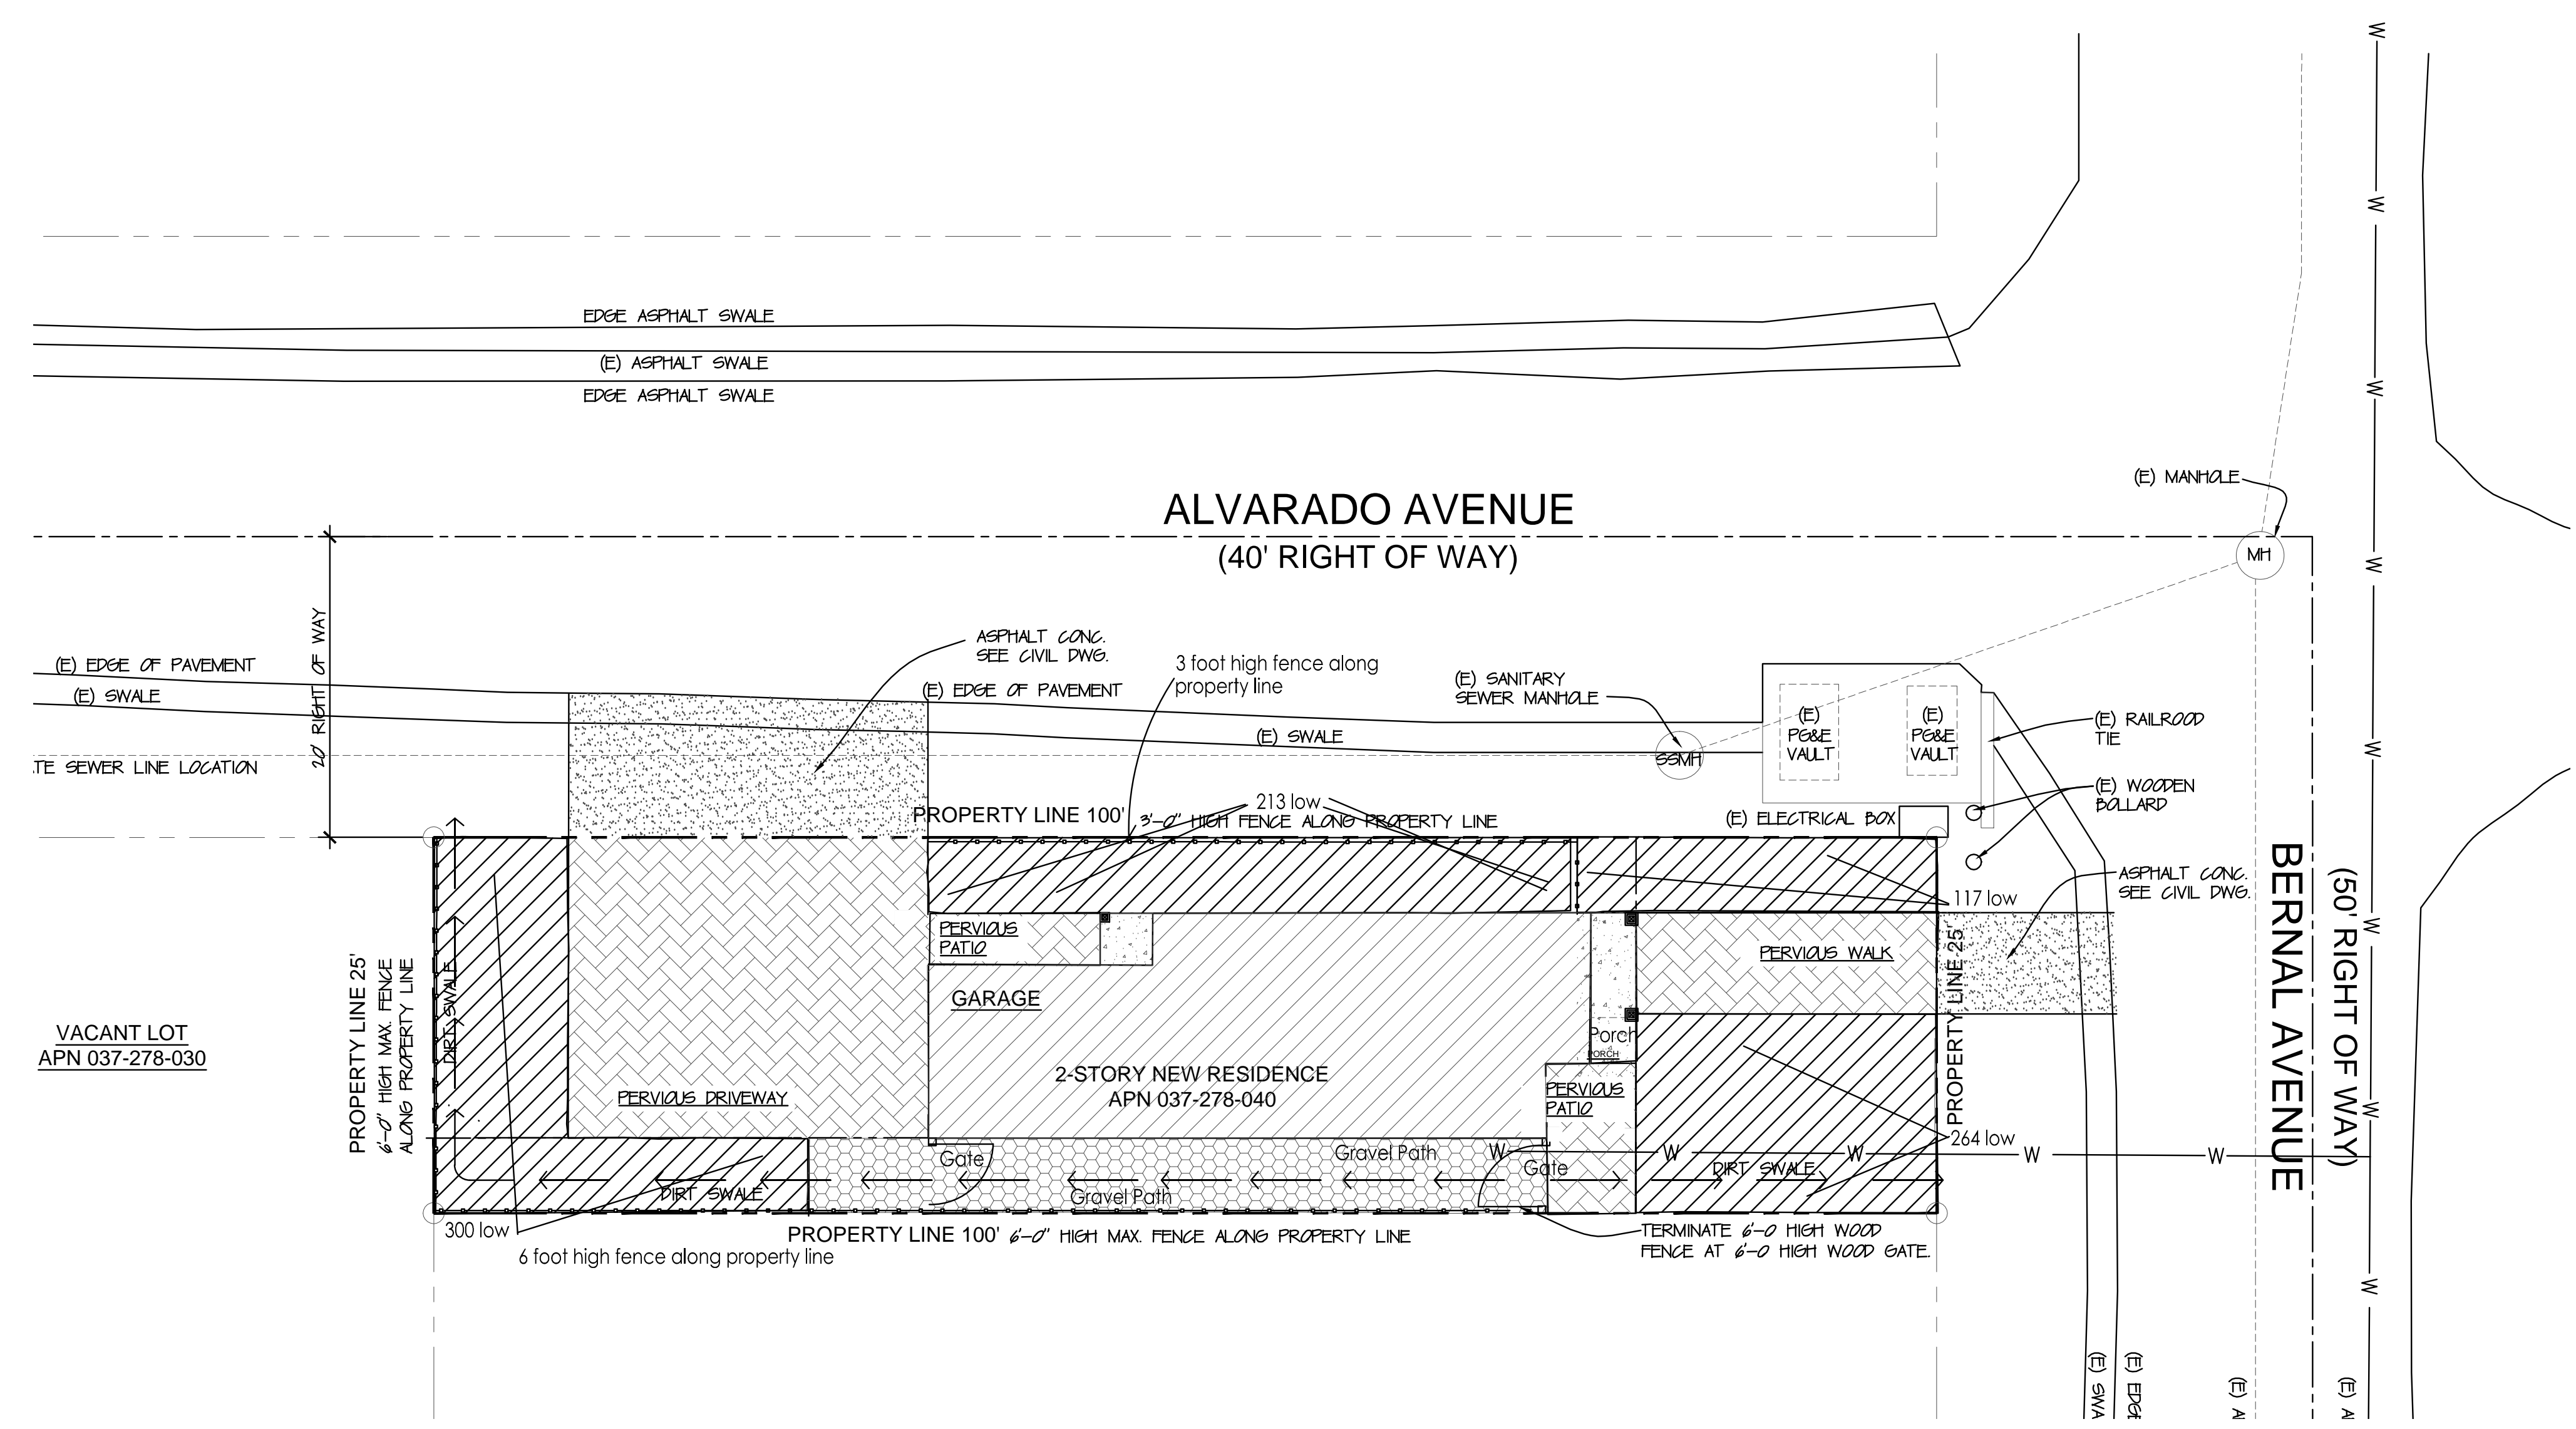 W
W
EDGE ASPHALT SWALE
(E) ASPHALT SWALE
EDGE ASPHALT SWALE
W
(E) MANHOLE
ALVARADO AVENUE
(40' RIGHT OF WAY)
MH
W
20' RIGHT OF WAY
ASPHALT CONC.
SEE CIVIL DWG.
(E) EDGE OF PAVEMENT
(E) SWALE
3 foot high fence along
property line
(E) EDGE OF PAVEMENT
(E) SANITARY
SEWER MANHOLE
(E) SWALE
SSMH
(E)
PG&E
VAULT
(E)
PG&E
VAULT
(E) RAILROOD
TIE
W
TE SEWER LINE LOCATION
(E) WOODEN
BOLLARD
PROPERTY LINE 100'
213 low
3'-0" HIGH FENCE ALONG PROPERTY LINE
(E) ELECTRICAL BOX
ASPHALT CONC.
SEE CIVIL DWG.
117 low
BERNAL AVENUE
(50' RIGHT OF WAY)
W
PERVIOUS
PATIO
PERVIOUS WALK
PROPERTY LINE 25'
PROPERTY LINE 25'
6'-0" HIGH MAX. FENCE
ALONG PROPERTY LINE
DIRT SWALE
GARAGE
VACANT LOT
APN 037-278-030
Porch
PORCH
2-STORY NEW RESIDENCE
APN 037-278-040
PERVIOUS DRIVEWAY
PERVIOUS
PATIO
W
264 low
Gate
Gravel Path
W
W
W
W
W
Gate
DIRT SWALE
DIRT SWALE
Gravel Path
300 low
PROPERTY LINE 100'
6'-0" HIGH MAX. FENCE ALONG PROPERTY LINE
TERMINATE 6'-0 HIGH WOOD
FENCE AT 6'-0 HIGH WOOD GATE.
6 foot high fence along property line
W
(E) SWA
(E) EDGE
(E) A
(E) A